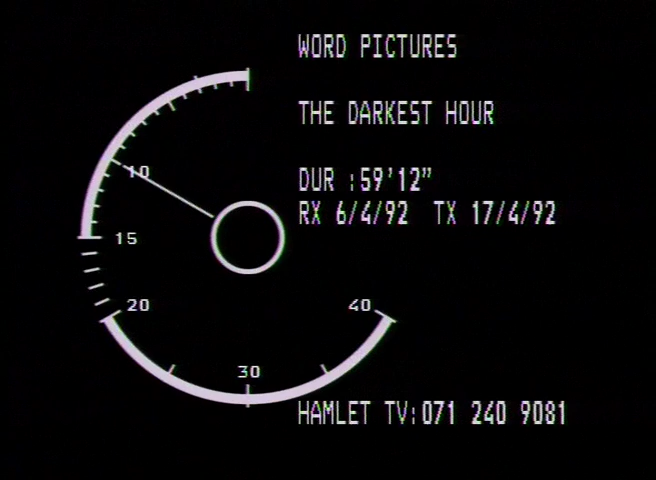 WORD PICTURES
THE DARKEST HOUR
DUR :59'12”
RX 6/4/92 TX 17/4/92
10
15
20
40
30
HAMLET TV:071 240 9081